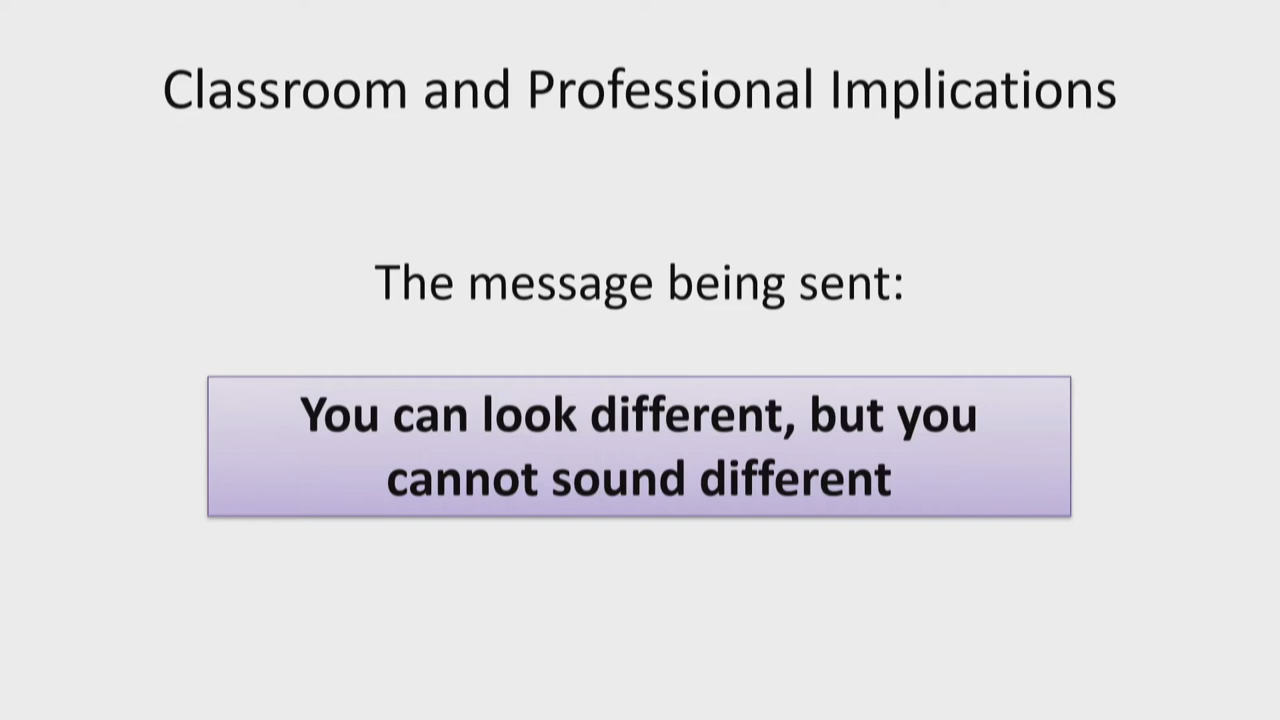 Classroom and Professional Implications
The message being sent:
You can look different, but you
cannot sound different